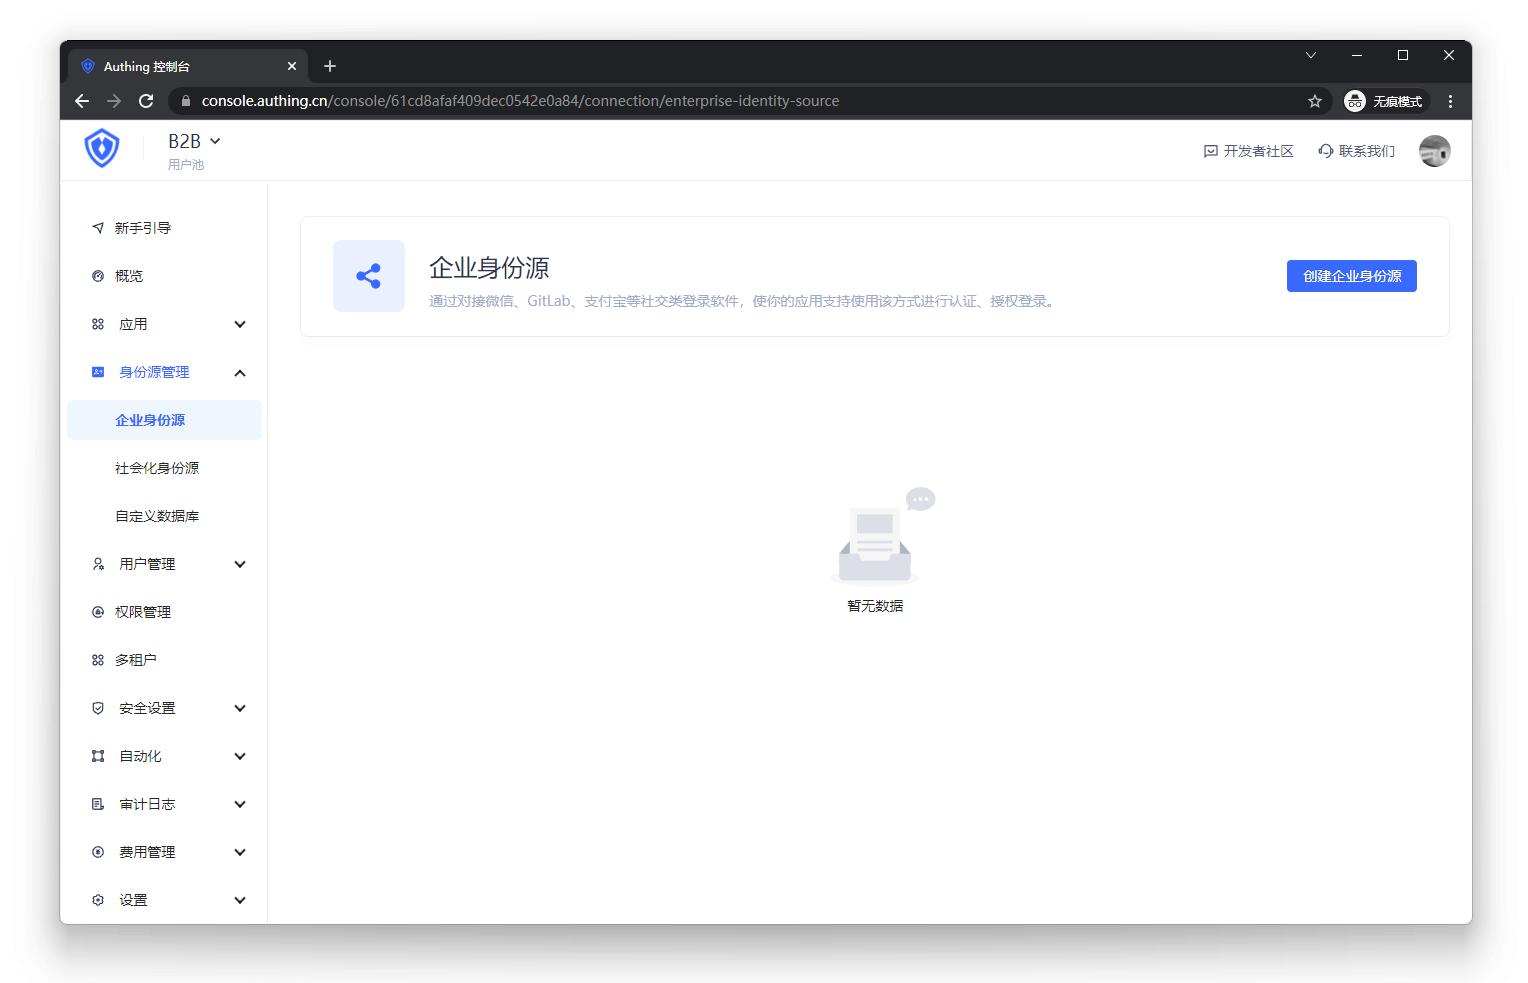 Authing 控制台
console.authing.cn/console/61cd8afaf409dec0542e0a84/connection/enterprise-identity-source
无痕模式
B2B
用户池
开发者社区
联系我们
新手引导
概览
应用
身份源管理
企业身份源
社会化身份源
自定义数据库
用户管理
权限管理
多租户
安全设置
自动化
审计日志
费用管理
设置
企业身份源
通过对接微信、GitLab、支付宝等社交类登录软件，使你的应用支持使用该方式进行认证、授权登录。
创建企业身份源
暂无数据